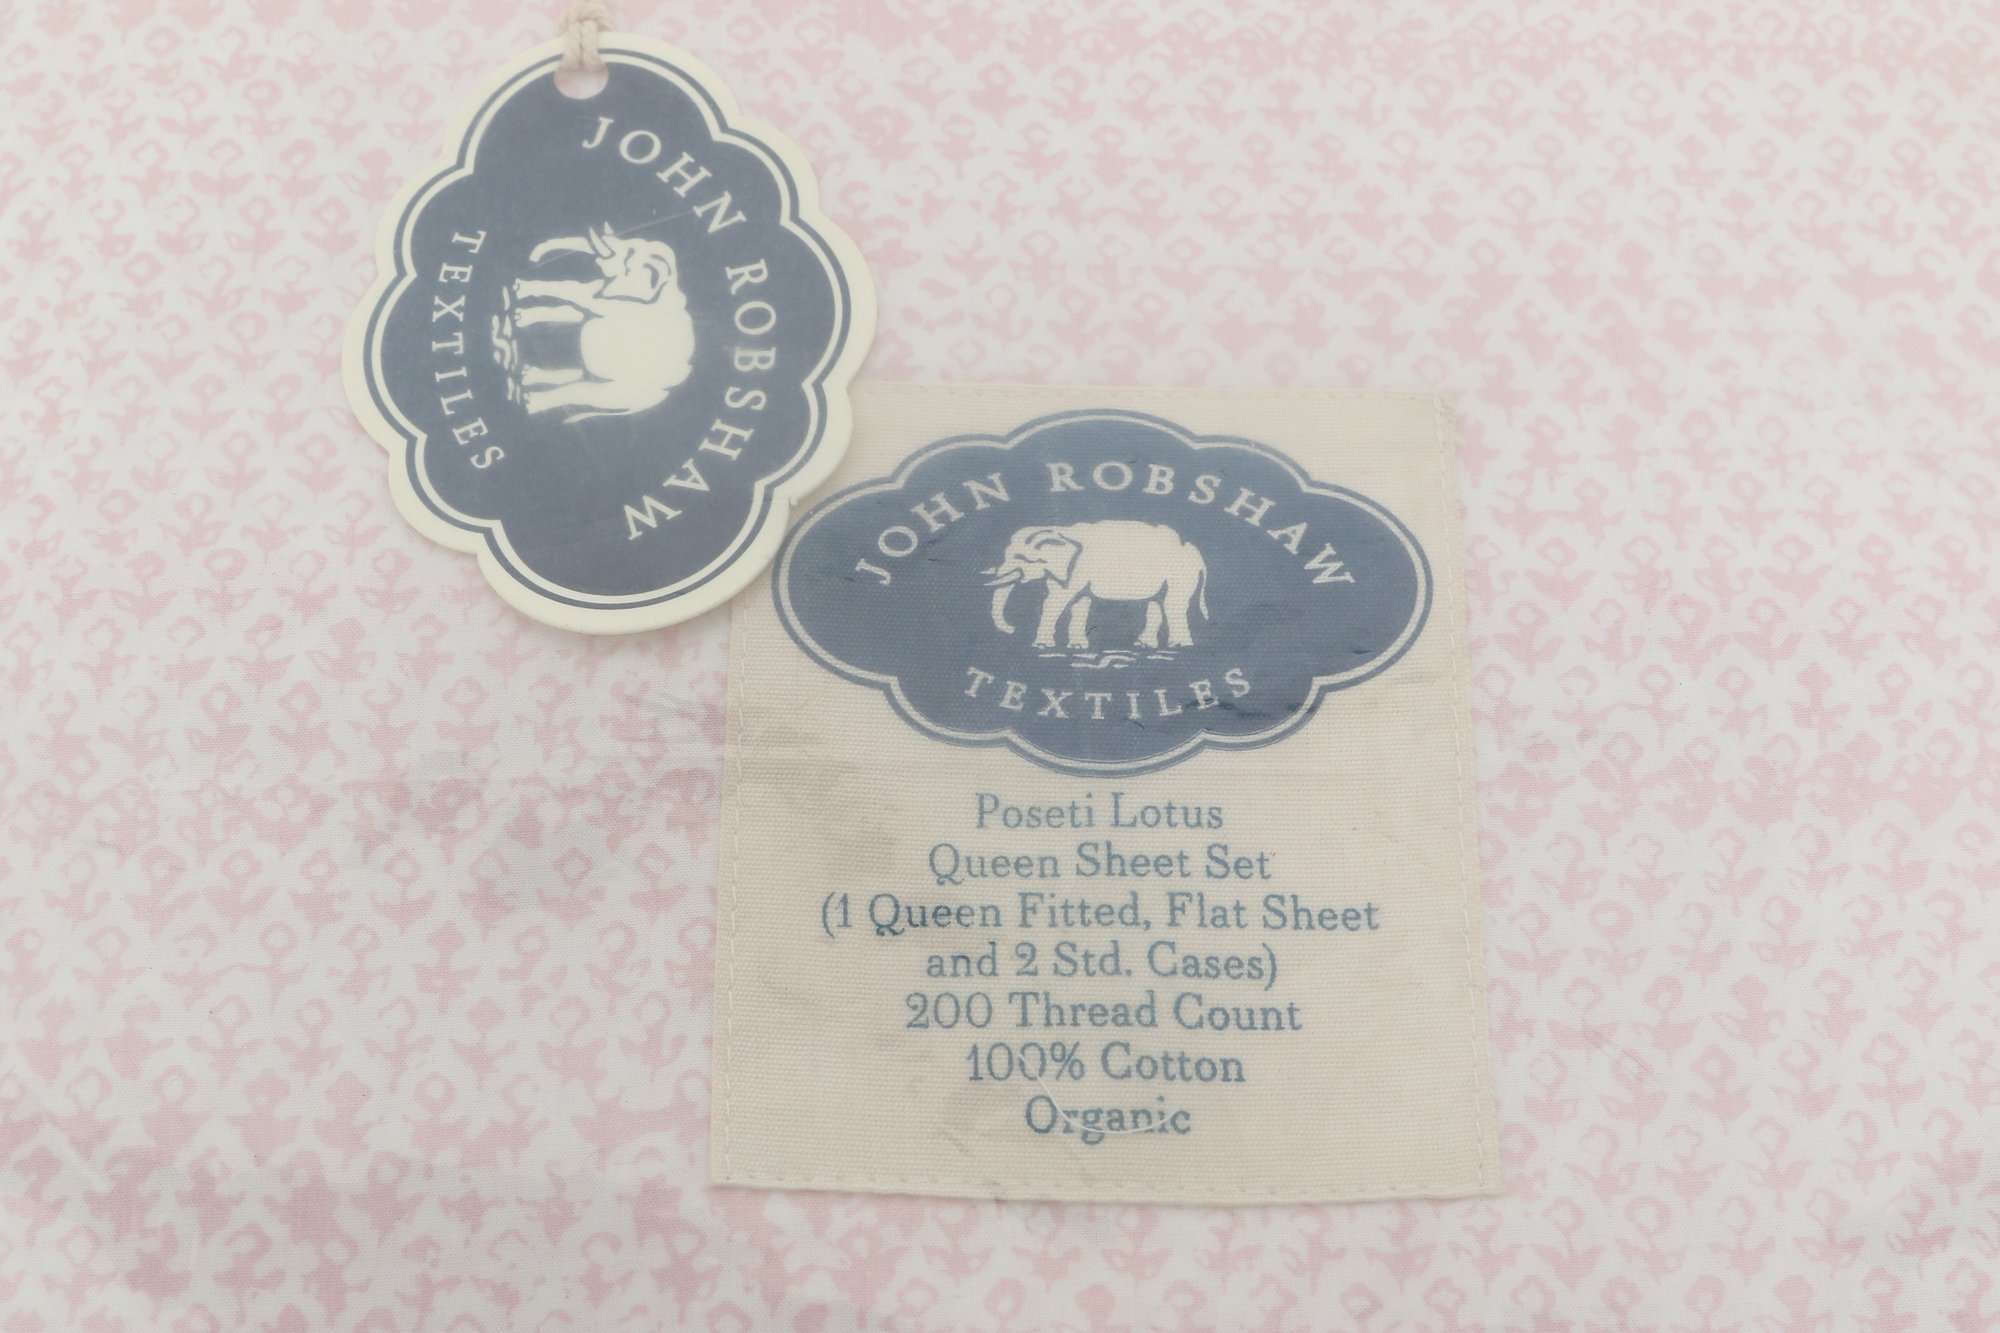 JOHN ROBSHAW
TEXTILES
JOHN ROBSHAW
TEXTILES
Poseti Lotus
Queen Sheet Set
(1 Queen Fitted, Flat Sheet
and 2 Std. Cases)
200 Thread Count
100% Cotton
Organic